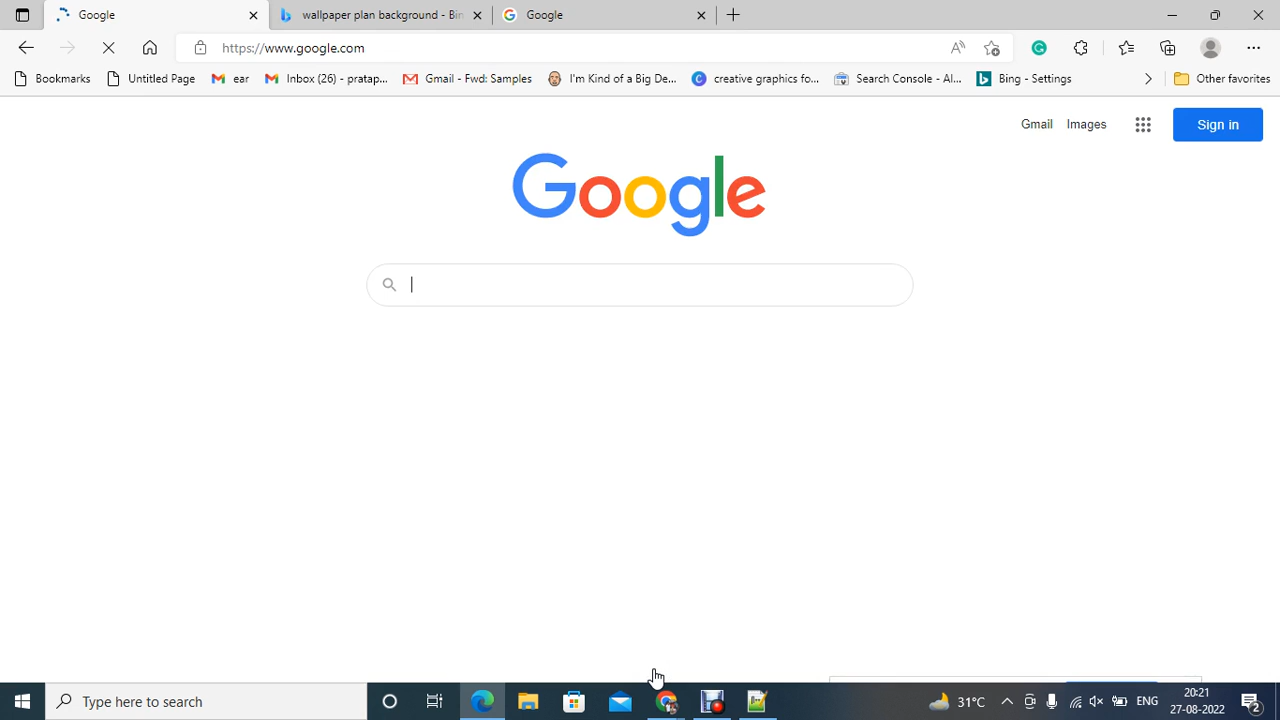 Google
wallpaper plan background - Bin
Google
https://www.google.com
Bookmarks
Untitled Page
ear
Inbox (26) - pratap...
Gmail - Fwd: Samples
I'm Kind of a Big De...
creative graphics fo...
Search Console - Al...
Bing - Settings
Other favorites
Gmail
Images
Sign in
Google
Type here to search
31°C
ENG
20:21
27-08-2022
2